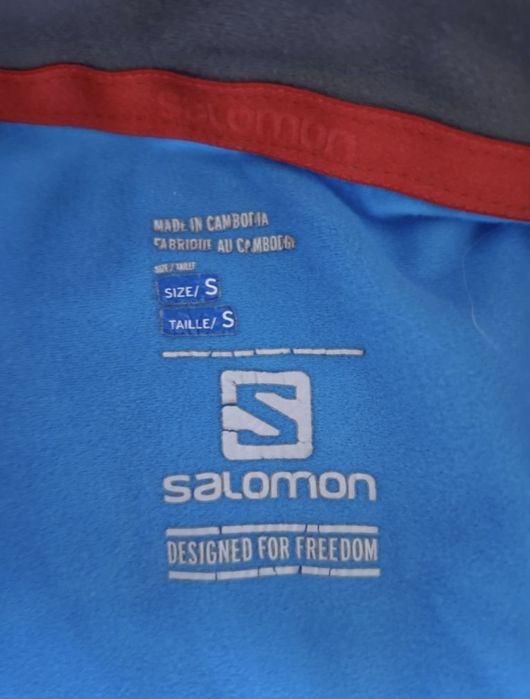 salomon
MADE IN CAMBODIA
FABRIQUE AU CAMBODGE
SIZE / TAILLE
SIZE/ S
TAILLE/ S
S
salomon
DESIGNED FOR FREEDOM